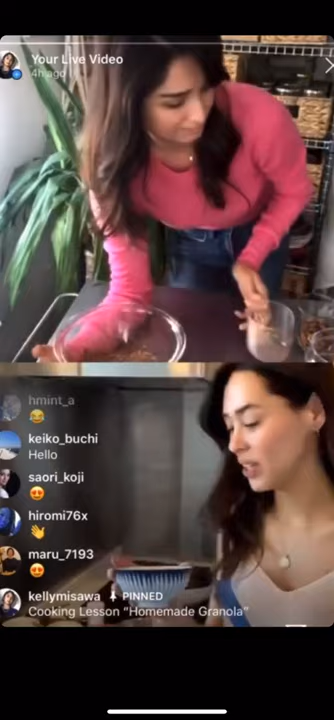 Your Live Video
4h ago
hmint_a
😂
keiko_buchi
Hello
saori_koji
😍
hiromi76x
👋
maru_7193
😍
kellymisawa 📌 PINNED
Cooking Lesson “Homemade Granola”